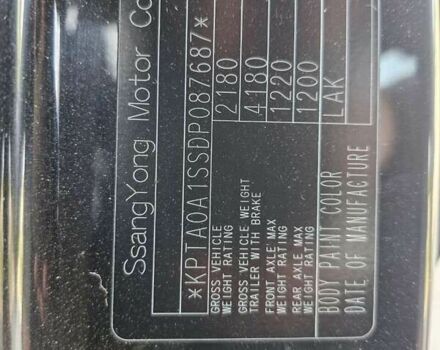 SsangYong Motor Co
*KPTA0A1SSDP087687*
GROSS VEHICLE
WEIGHT RATING 2180
GROSS VEHICLE WEIGHT
TRAILER WITH BRAKE 4180
FRONT AXLE MAX
WEIGHT RATING 1220
REAR AXLE MAX
WEIGHT RATING 1200
BODY PAINT COLOR LAK
DATE OF MANUFACTURE